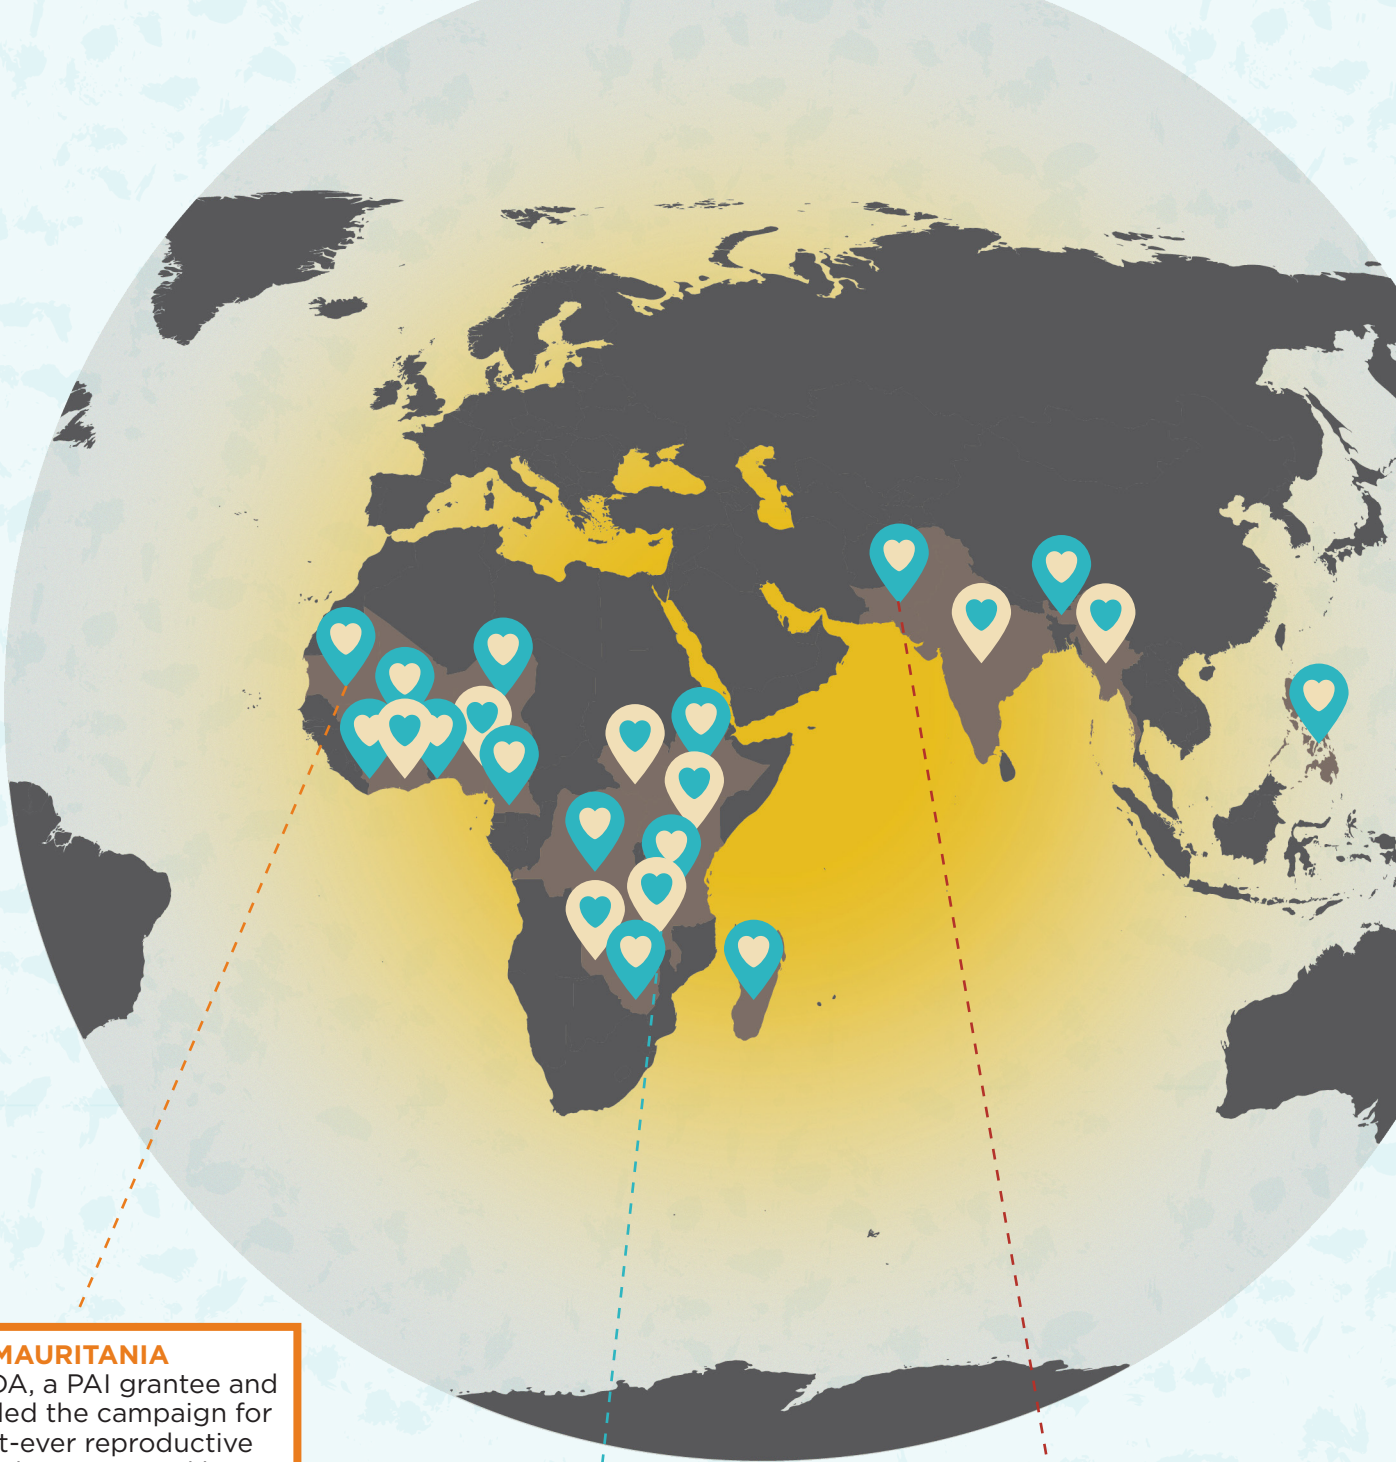 MAURITANIA
DA, a PAI grantee and
led the campaign for
t-ever reproductive